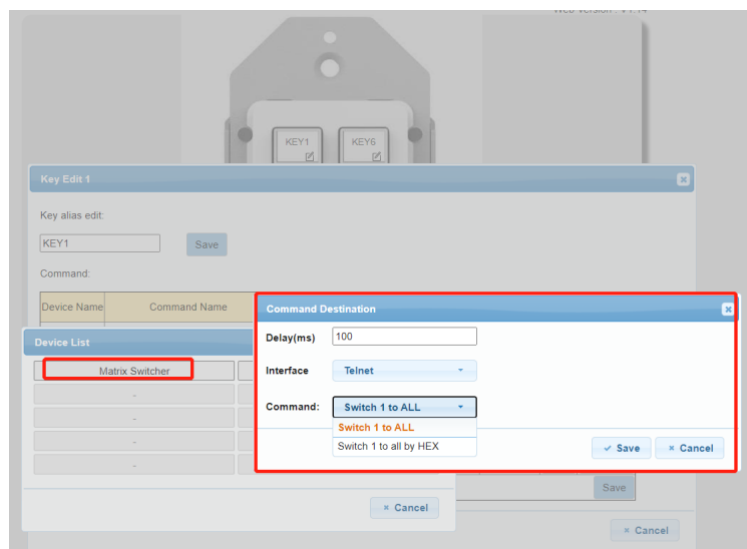 Web Version : V1.14
KEY1
KEY6
Key Edit 1
Key alias edit:
KEY1
Save
Command:
Device Name
Command Name
Command Destination
Delay(ms)
100
Interface
Telnet
Command:
Switch 1 to ALL
Switch 1 to ALL
Switch 1 to all by HEX
Save
Cancel
Device List
Matrix Switcher
-
-
-
-
Cancel
Save
Cancel